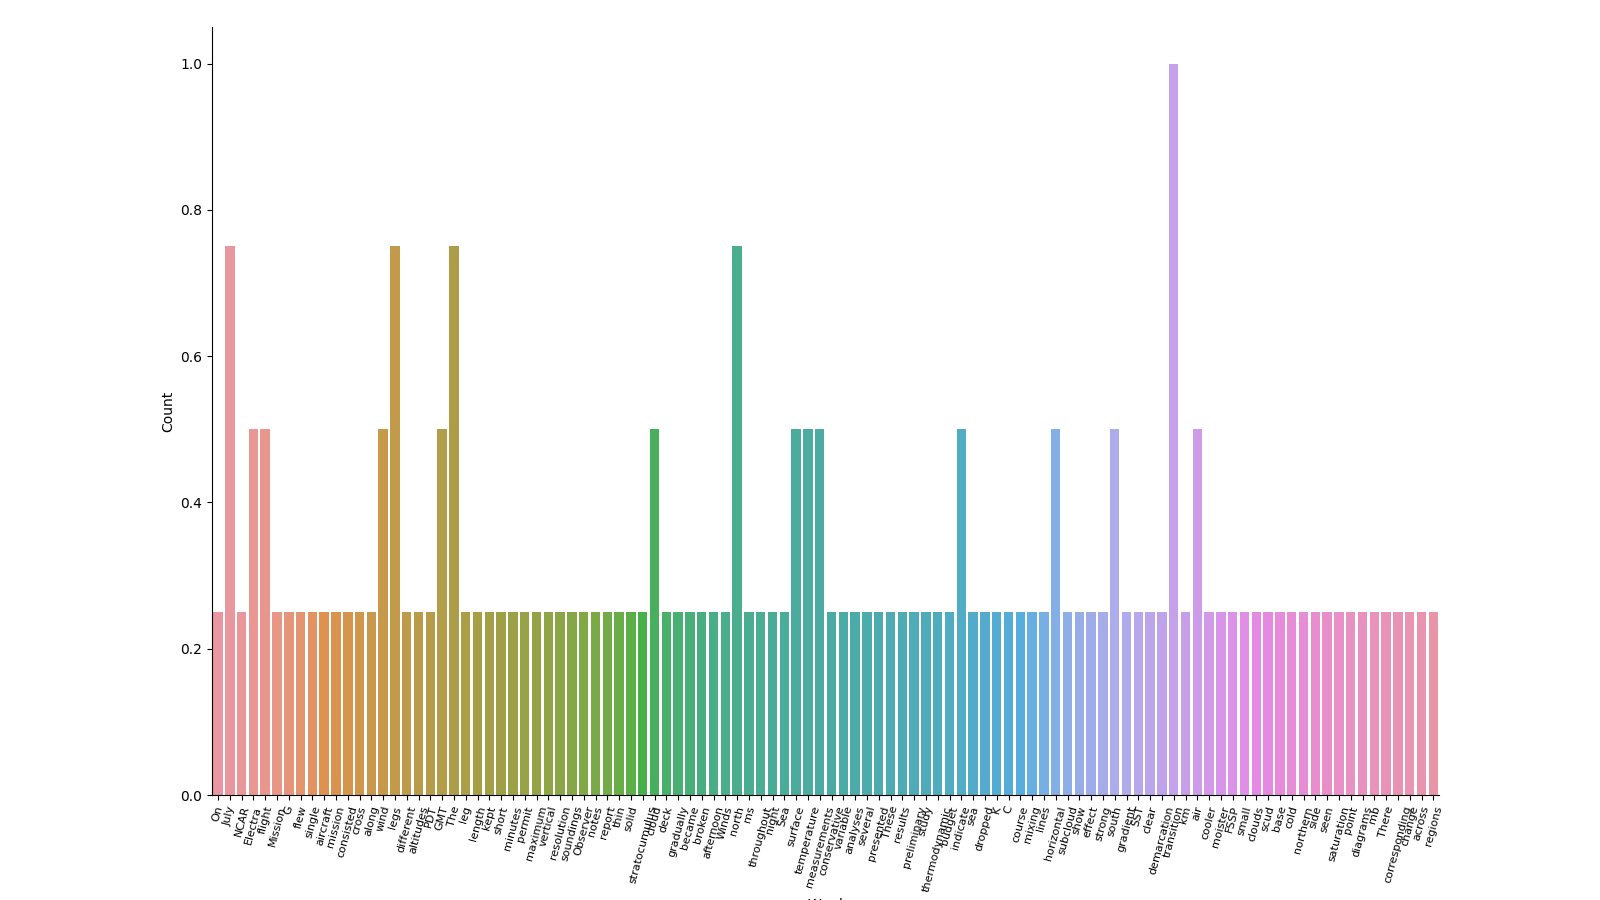 1.0
0.8
0.6
0.4
0.2
0.0
Count
On
July
NCAR
Electra
flight
Mission
G
flew
single
aircraft
mission
consisted
cross
along
wind
legs
different
altitudes
PDT
GMT
The
leg
length
kept
short
minutes
permit
maximum
vertical
resolution
soundings
Observer
notes
report
thin
solid
stratocumulus
cloud
deck
gradually
became
broken
afternoon
Winds
north
ms
throughout
night
Sea
surface
temperature
measurements
conservative
variable
analyses
several
presented
These
results
preliminary
study
thermodynamic
budget
indicate
sea
dropped
K
C
course
mixing
lines
horizontal
subcloud
show
effect
strong
south
gradient
SST
clear
demarcation
transition
km
air
cooler
moister
FSSP
small
clouds
scud
base
cold
northern
side
seen
saturation
point
diagrams
mb
There
corresponding
change
across
regions